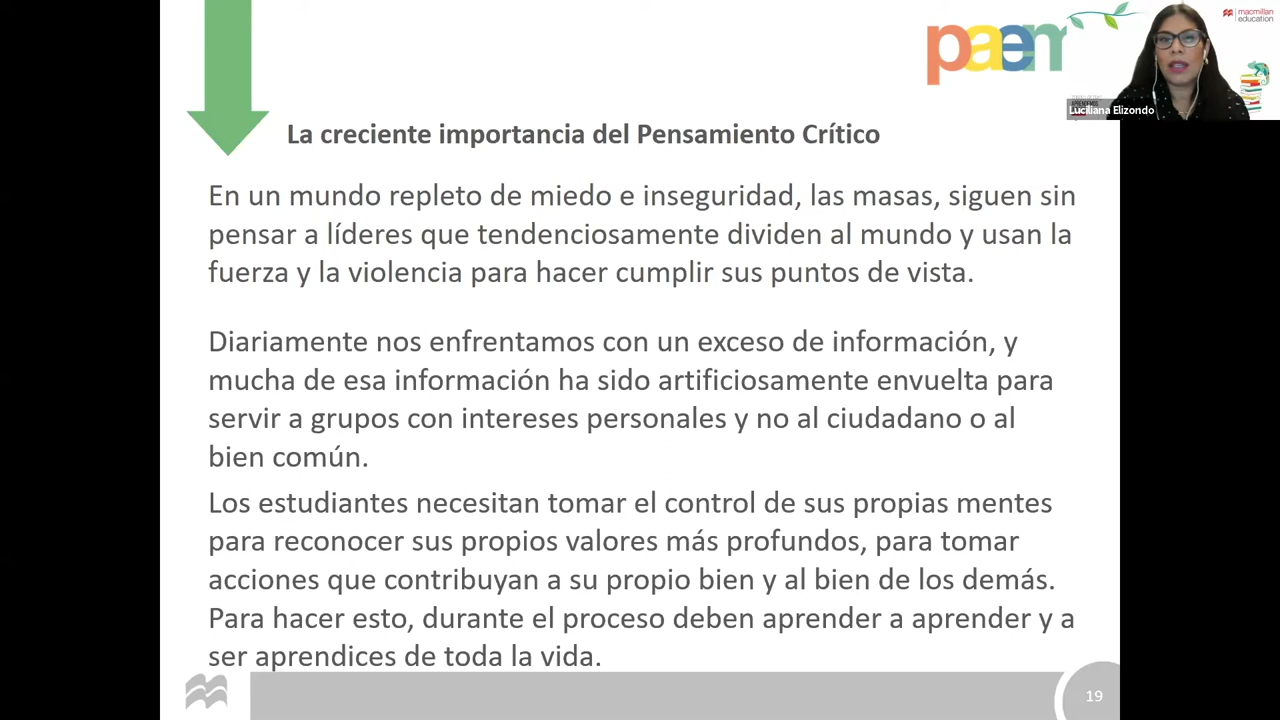 paem
macmillan
education
Luciliana Elizondo
La creciente importancia del Pensamiento Crítico
En un mundo repleto de miedo e inseguridad, las masas, siguen sin
pensar a líderes que tendenciosamente dividen al mundo y usan la
fuerza y la violencia para hacer cumplir sus puntos de vista.
Diariamente nos enfrentamos con un exceso de información, y
mucha de esa información ha sido artificiosamente envuelta para
servir a grupos con intereses personales y no al ciudadano o al
bien común.
Los estudiantes necesitan tomar el control de sus propias mentes
para reconocer sus propios valores más profundos, para tomar
acciones que contribuyan a su propio bien y al bien de los demás.
Para hacer esto, durante el proceso deben aprender a aprender y a
ser aprendices de toda la vida.
19